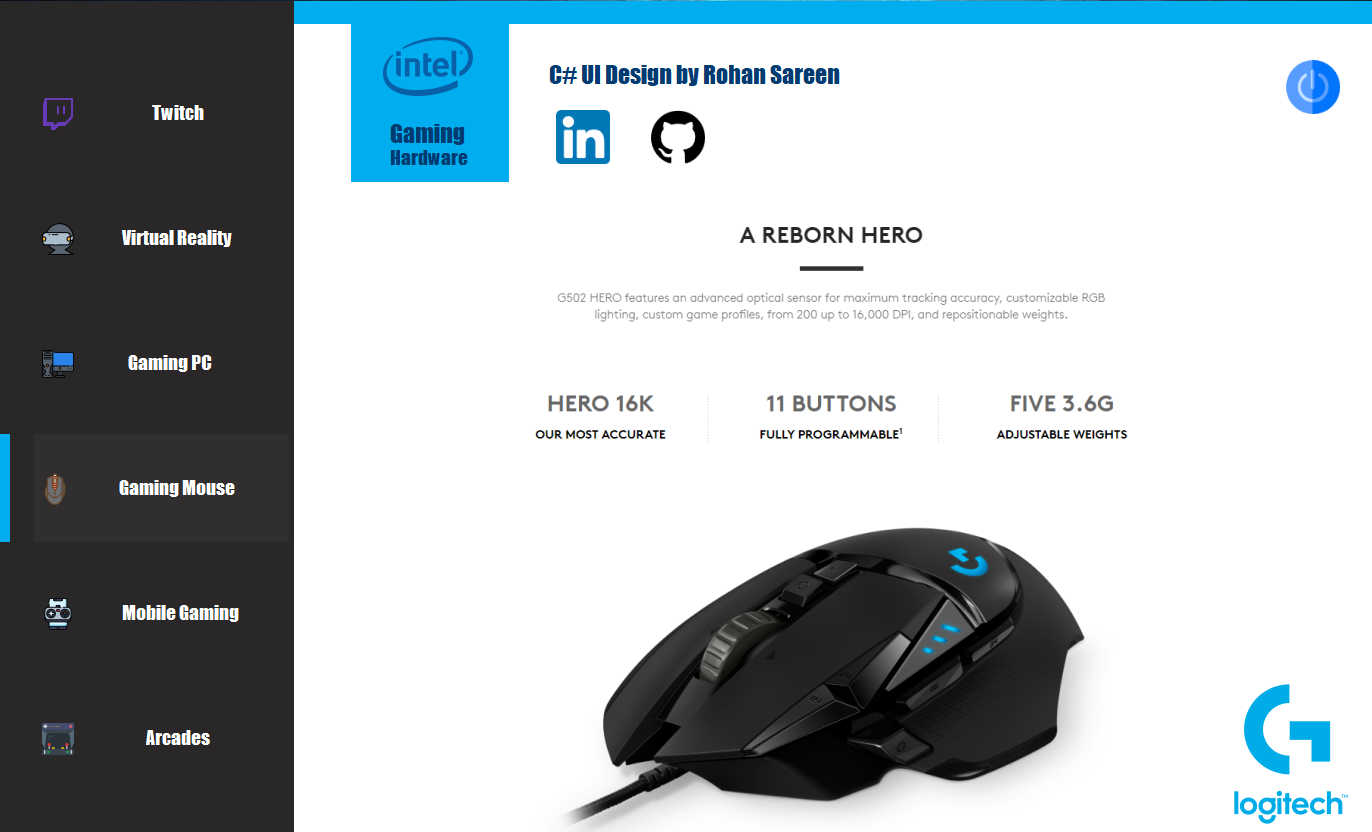 Twitch
Virtual Reality
Gaming PC
Gaming Mouse
Mobile Gaming
Arcades
intel
Gaming
Hardware
C# UI Design by Rohan Sareen
in
A REBORN HERO
G502 HERO features an advanced optical sensor for maximum tracking accuracy, customizable RGB
lighting, custom game profiles, from 200 up to 16,000 DPI, and repositionable weights.
HERO 16K
OUR MOST ACCURATE
11 BUTTONS
FULLY PROGRAMMABLE¹
FIVE 3.6G
ADJUSTABLE WEIGHTS
G
logitech™